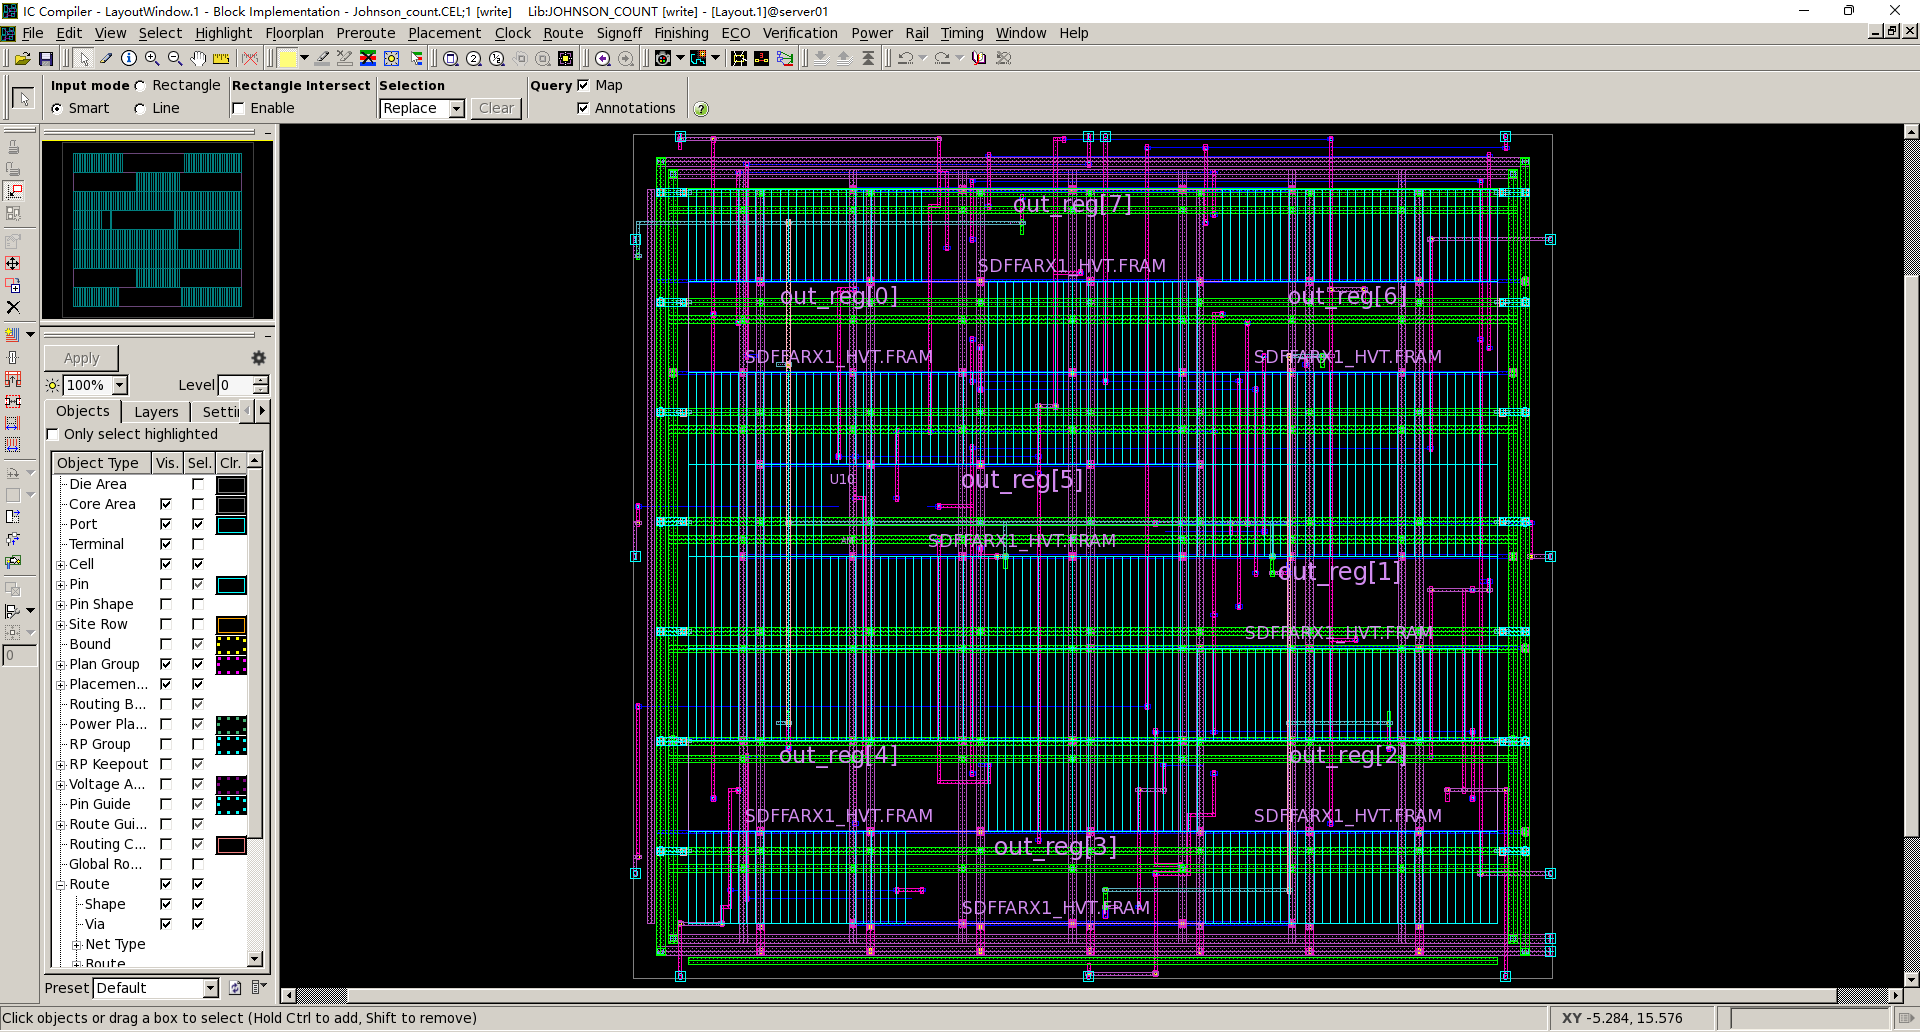 IC Compiler - LayoutWindow.1 - Block Implementation - Johnson_count.CEL;1 [write]    Lib:JOHNSON_COUNT [write] - [Layout.1]@server01
File Edit View Select Highlight Floorplan Preroute Placement Clock Route Signoff Finishing ECO Verification Power Rail Timing Window Help
Input mode Rectangle Rectangle Intersect Selection Query Map
Smart Line Enable Replace Clear Annotations
Apply
100% Level 0
Objects Layers Settin
Only select highlighted
Object Type Vis. Sel. Clr.
Die Area
Core Area
Port
Terminal
Cell
Pin
Pin Shape
Site Row
Bound
Plan Group
Placemen...
Routing B...
Power Pla...
RP Group
RP Keepout
Voltage A...
Pin Guide
Route Gui...
Routing C...
Global Ro...
Route
Shape
Via
Net Type
Route
Preset Default
0
out_reg[7]
SDFFARX1_HVT.FRAM
out_reg[0] out_reg[6]
SDFFARX1_HVT.FRAM SDFFARX1_HVT.FRAM
U10 out_reg[5]
SDFFARX1_HVT.FRAM
out_reg[1]
SDFFARX1_HVT.FRAM
out_reg[4] out_reg[2]
SDFFARX1_HVT.FRAM SDFFARX1_HVT.FRAM
out_reg[3]
SDFFARX1_HVT.FRAM
Click objects or drag a box to select (Hold Ctrl to add, Shift to remove) XY -5.284, 15.576